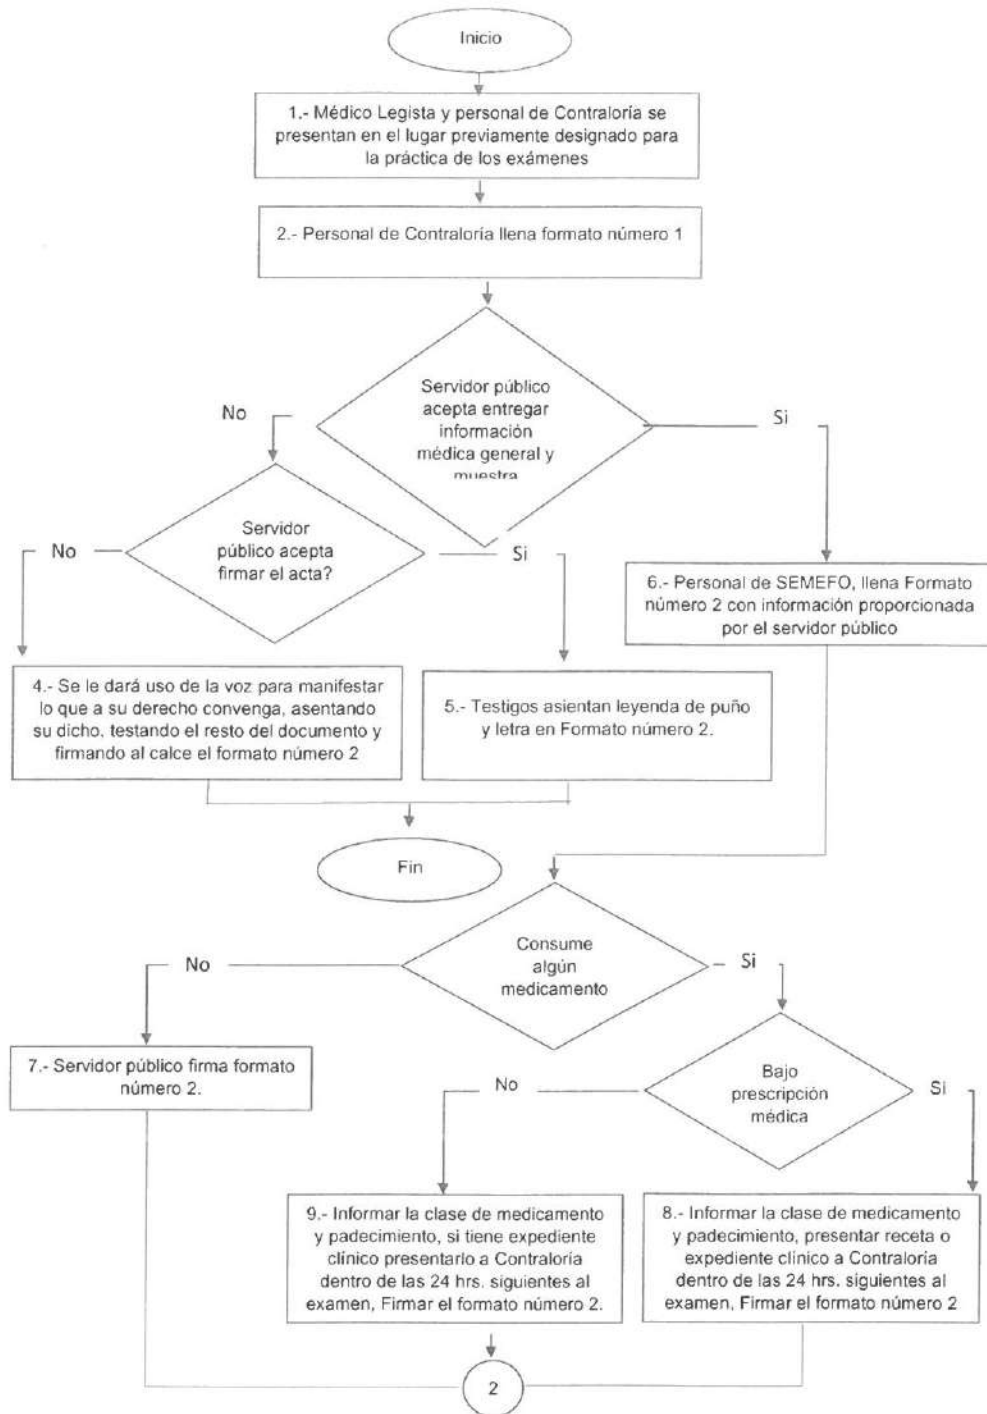 Inicio
1.- Médico Legista y personal de Contraloría se
presentan en el lugar previamente designado para
la práctica de los exámenes
2.- Personal de Contraloría llena formato número 1
Servidor público
acepta entregar
información
médica general y
muestra
No
Si
Servidor
público acepta
firmar el acta?
No
Si
6.- Personal de SEMEFO, llena Formato
número 2 con información proporcionada
por el servidor público
4.- Se le dará uso de la voz para manifestar
lo que a su derecho convenga, asentando
su dicho, testando el resto del documento y
firmando al calce el formato número 2
5.- Testigos asientan leyenda de puño
y letra en Formato número 2.
Fin
Consume
algún
medicamento
No
Si
7.- Servidor público firma formato
número 2.
Bajo
prescripción
médica
No
Si
9.- Informar la clase de medicamento
y padecimiento, si tiene expediente
clínico presentarlo a Contraloría
dentro de las 24 hrs. siguientes al
examen, Firmar el formato número 2.
8.- Informar la clase de medicamento
y padecimiento, presentar receta o
expediente clínico a Contraloría
dentro de las 24 hrs. siguientes al
examen, Firmar el formato número 2
2